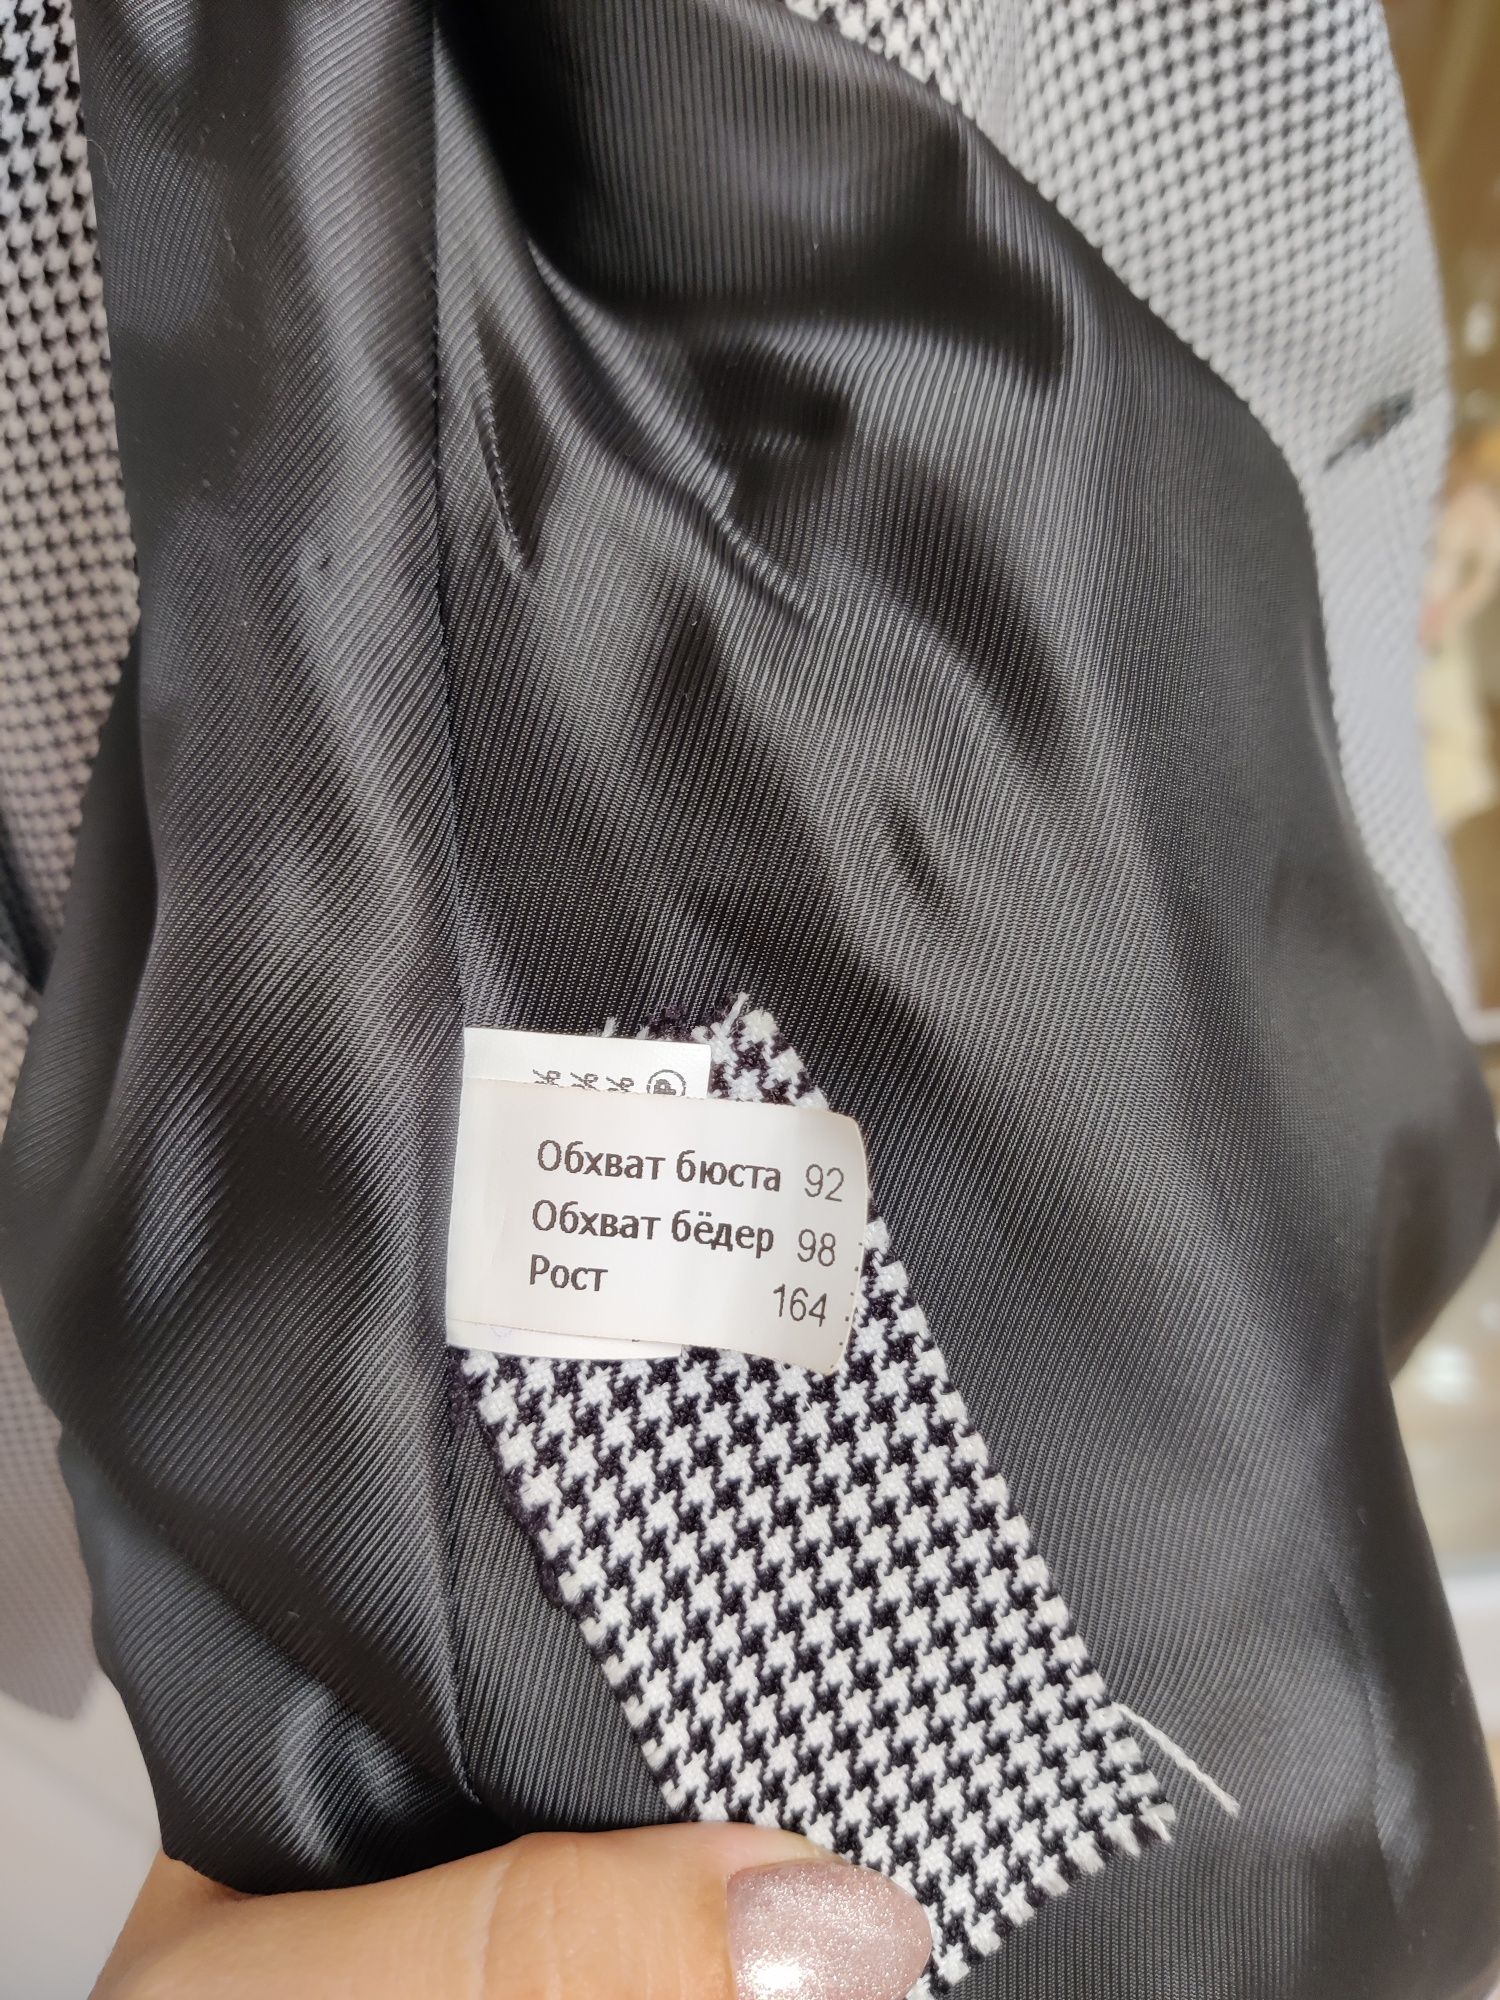 % % % Ⓟ
Обхват бюста 92
Обхват бёдер 98
Рост 164